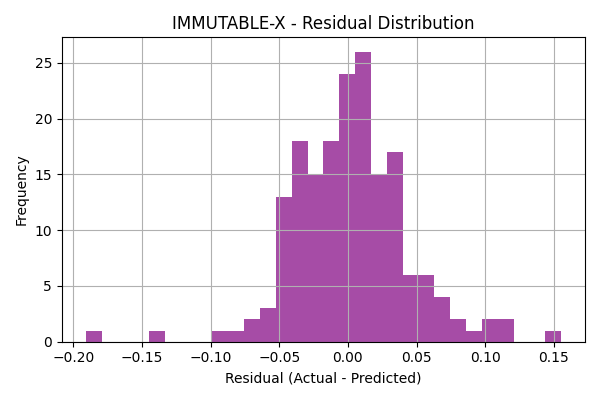 IMMUTABLE-X - Residual Distribution
Frequency
25
20
15
10
5
0
−0.20 −0.15 −0.10 −0.05 0.00 0.05 0.10 0.15
Residual (Actual - Predicted)